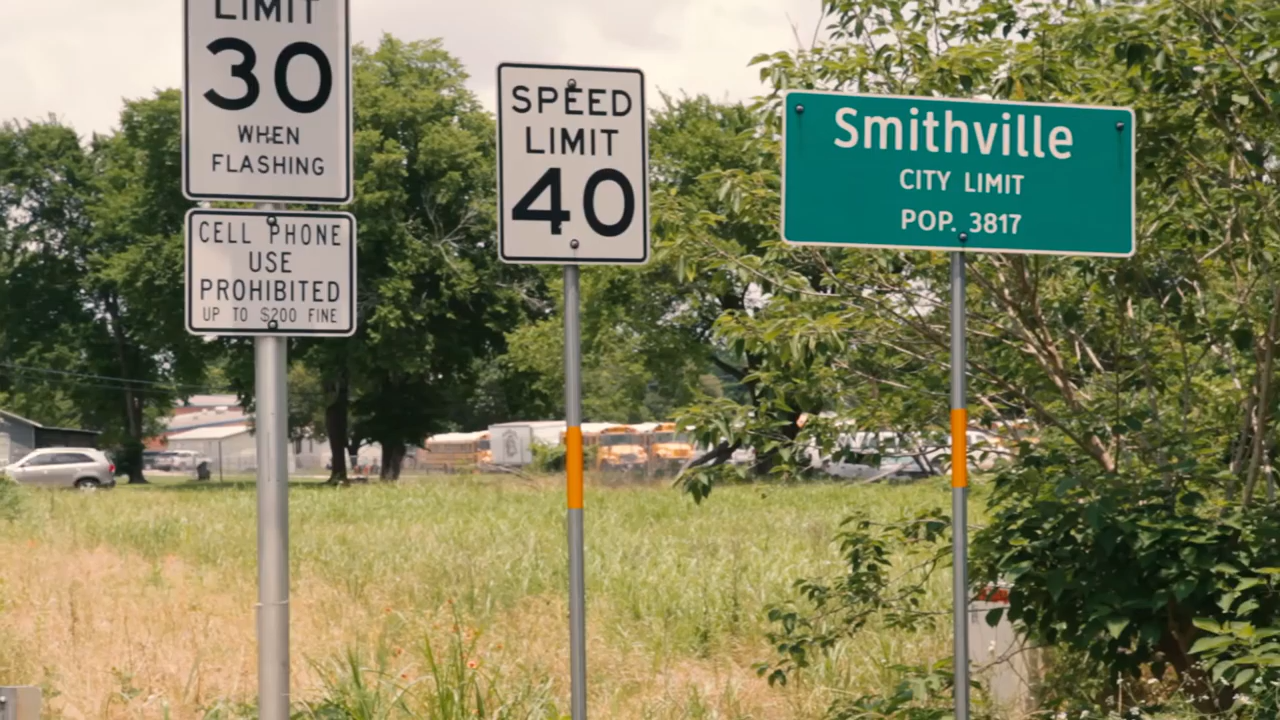 LIMIT
30
WHEN
FLASHING
CELL PHONE
USE
PROHIBITED
UP TO $200 FINE
SPEED
LIMIT
40
Smithville
CITY LIMIT
POP. 3817